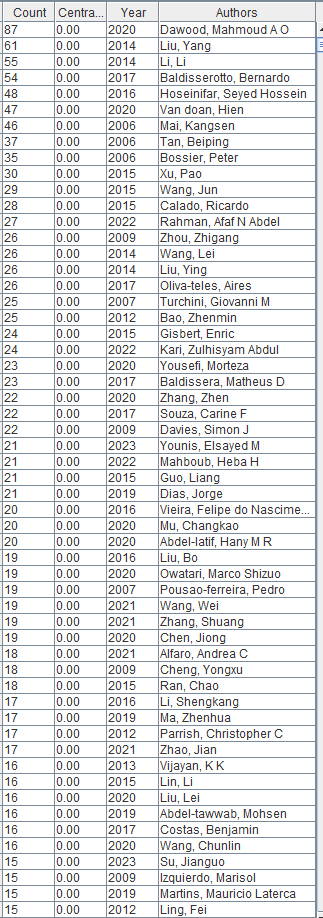 Count Centra... Year Authors
87 0.00 2020 Dawood, Mahmoud A O
61 0.00 2014 Liu, Yang
55 0.00 2014 Li, Li
54 0.00 2017 Baldisserotto, Bernardo
48 0.00 2016 Hoseinifar, Seyed Hossein
47 0.00 2020 Van doan, Hien
46 0.00 2006 Mai, Kangsen
37 0.00 2006 Tan, Beiping
35 0.00 2006 Bossier, Peter
30 0.00 2015 Xu, Pao
29 0.00 2015 Wang, Jun
28 0.00 2015 Calado, Ricardo
27 0.00 2022 Rahman, Afaf N Abdel
26 0.00 2009 Zhou, Zhigang
26 0.00 2014 Wang, Lei
26 0.00 2014 Liu, Ying
26 0.00 2017 Oliva-teles, Aires
25 0.00 2007 Turchini, Giovanni M
25 0.00 2012 Bao, Zhenmin
24 0.00 2015 Gisbert, Enric
24 0.00 2022 Kari, Zulhisyam Abdul
23 0.00 2020 Yousefi, Morteza
23 0.00 2017 Baldissera, Matheus D
22 0.00 2020 Zhang, Zhen
22 0.00 2017 Souza, Carine F
22 0.00 2009 Davies, Simon J
21 0.00 2023 Younis, Elsayed M
21 0.00 2022 Mahboub, Heba H
21 0.00 2015 Guo, Liang
21 0.00 2019 Dias, Jorge
20 0.00 2016 Vieira, Felipe do Nascime...
20 0.00 2020 Mu, Changkao
20 0.00 2020 Abdel-latif, Hany M R
19 0.00 2016 Liu, Bo
19 0.00 2020 Owatari, Marco Shizuo
19 0.00 2007 Pousao-ferreira, Pedro
19 0.00 2021 Wang, Wei
19 0.00 2021 Zhang, Shuang
19 0.00 2020 Chen, Jiong
18 0.00 2021 Alfaro, Andrea C
18 0.00 2009 Cheng, Yongxu
18 0.00 2015 Ran, Chao
17 0.00 2016 Li, Shengkang
17 0.00 2019 Ma, Zhenhua
17 0.00 2012 Parrish, Christopher C
17 0.00 2021 Zhao, Jian
16 0.00 2013 Vijayan, K K
16 0.00 2015 Lin, Li
16 0.00 2020 Liu, Lei
16 0.00 2019 Abdel-tawwab, Mohsen
16 0.00 2017 Costas, Benjamin
16 0.00 2020 Wang, Chunlin
15 0.00 2023 Su, Jianguo
15 0.00 2009 Izquierdo, Marisol
15 0.00 2019 Martins, Mauricio Laterca
15 0.00 2012 Ling, Fei